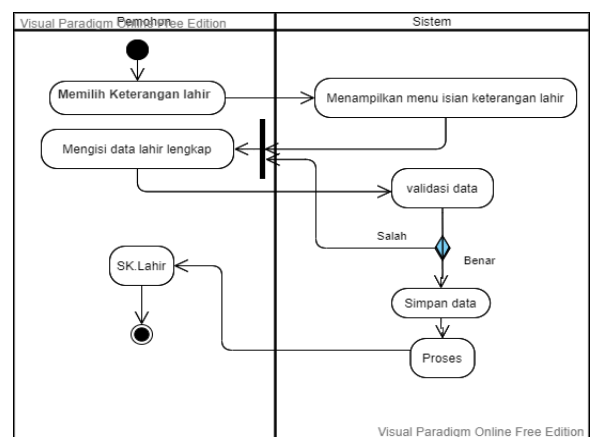 Visual Paradigm Online Free Edition
Pemohon
Sistem
Memilih Keterangan lahir
Menampilkan menu isian keterangan lahir
Mengisi data lahir lengkap
validasi data
Salah
Benar
SK.Lahir
Simpan data
Proses
Visual Paradigm Online Free Edition